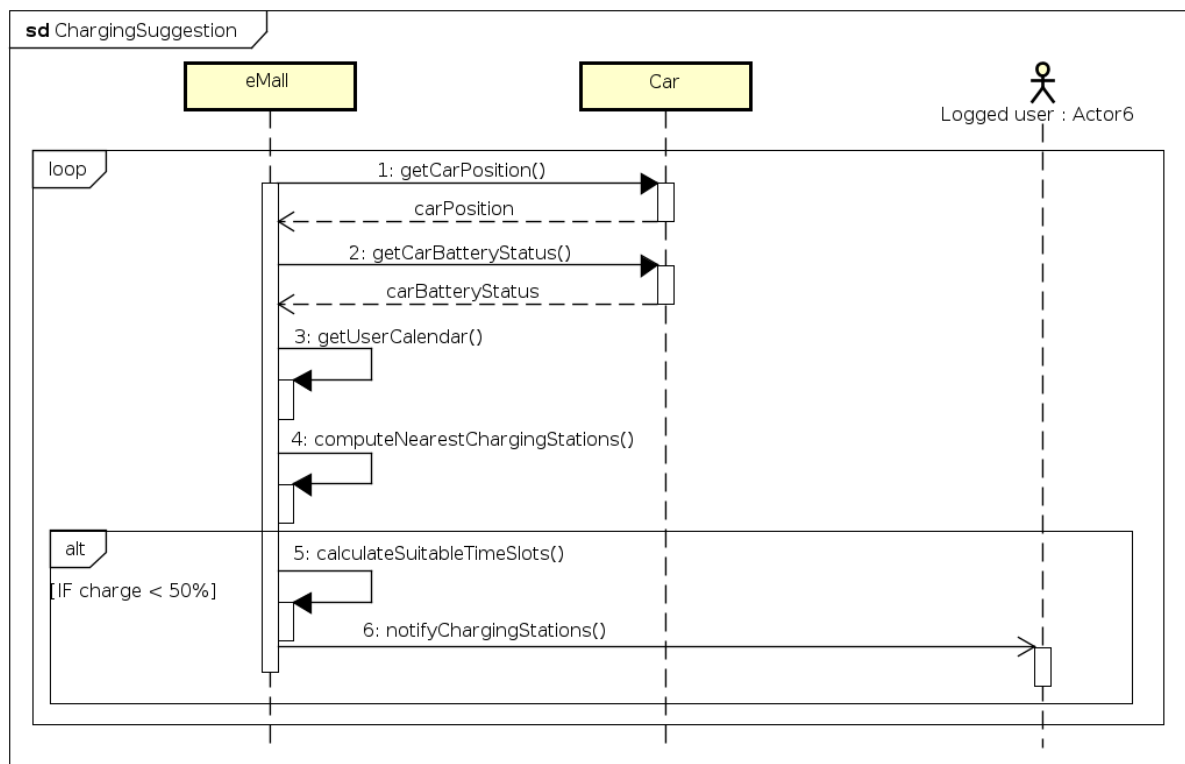 sd ChargingSuggestion
eMall
Car
Logged user : Actor6
loop
1: getCarPosition()
carPosition
2: getCarBatteryStatus()
carBatteryStatus
3: getUserCalendar()
4: computeNearestChargingStations()
alt
5: calculateSuitableTimeSlots()
[IF charge < 50%]
6: notifyChargingStations()